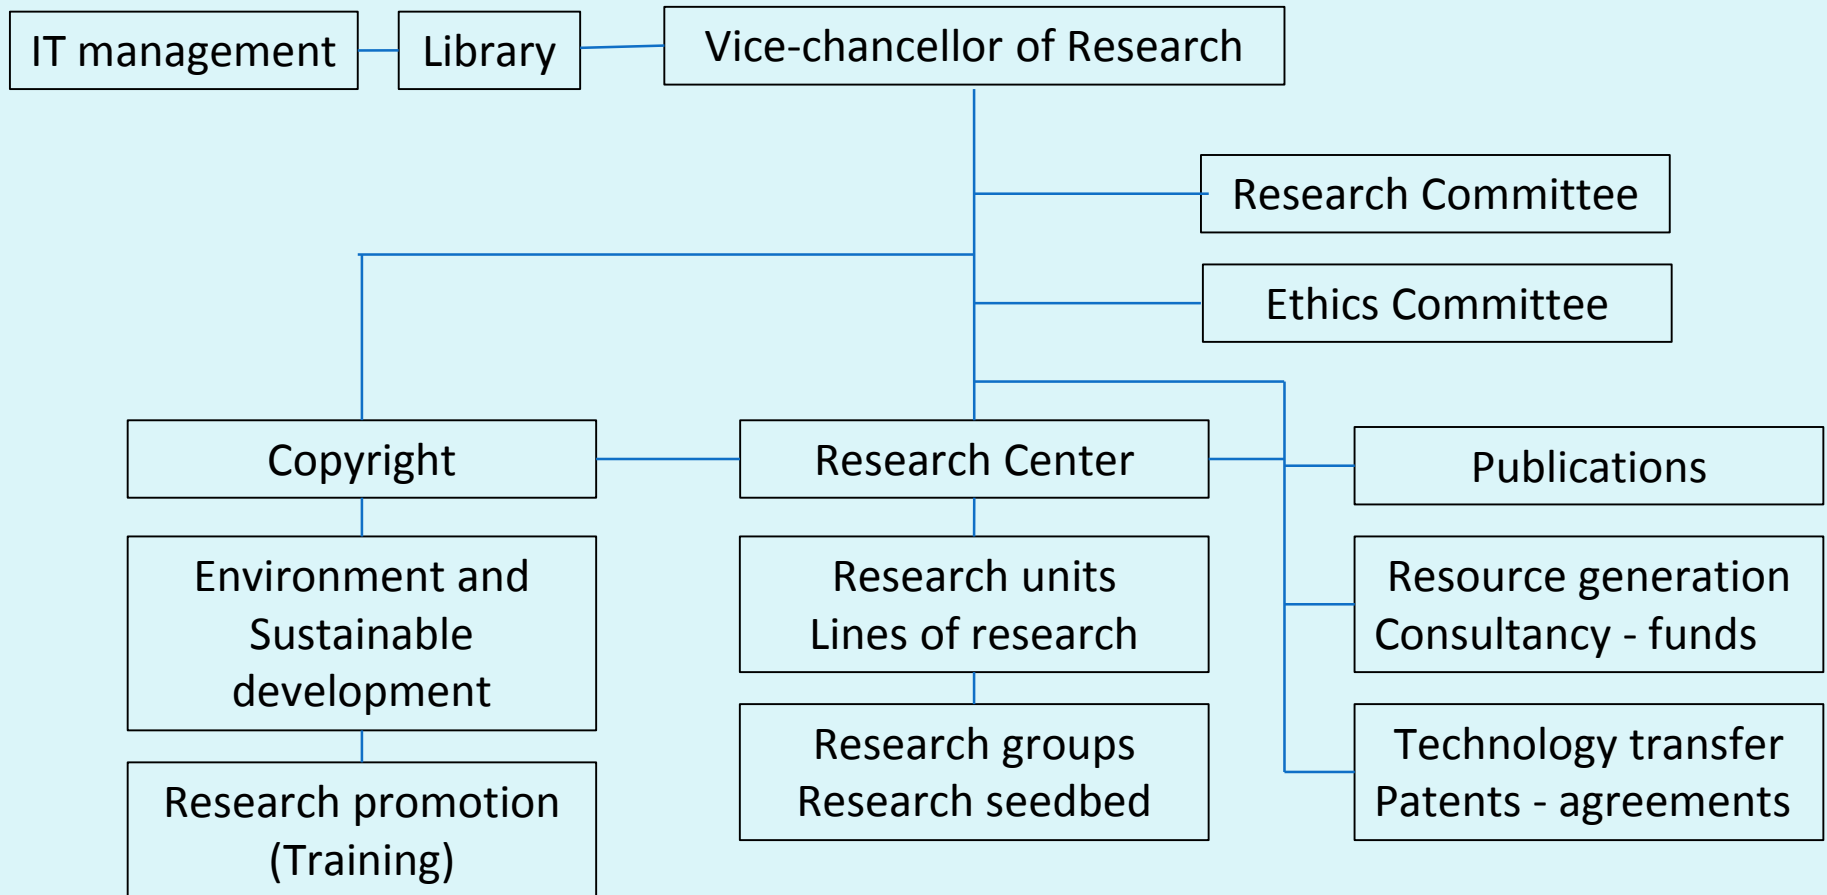 IT management
Library
Vice-chancellor of Research
Research Committee
Ethics Committee
Copyright
Research Center
Publications
Environment and
Sustainable
development
Research units
Lines of research
Resource generation
Consultancy - funds
Research promotion
(Training)
Research groups
Research seedbed
Technology transfer
Patents - agreements